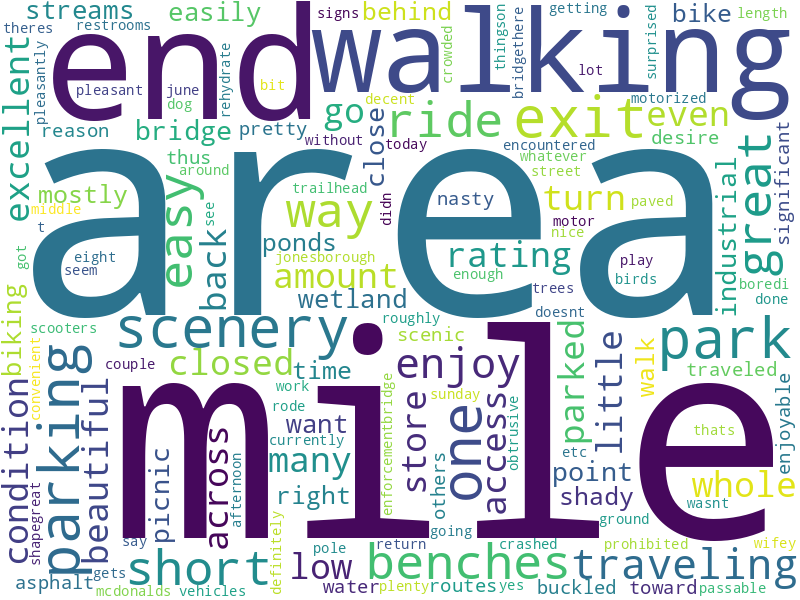 streams
easily
signs
behind
getting
length
theres
restrooms
end
walking
bike
thingson
bridgethere
surprised
crowded
pleasantly
pleasant
june
dog
rehydrate
bit
lot
decent
motorized
excellent
reason
bridge
pretty
go
ride
exit
even
desire
without
today
close
encountered
whatever
street
significant
thus
around
area
mostly
easy
see
back
trailhead
way
didn
nasty
turn
motor
nice
paved
industrial
great
middle
t
eight
seem
got
ponds
jonesborough
amount
wetland
rating
enough
play
birds
trees
doesnt
boredi
done
biking
scooters
scenery
roughly
scenic
park
convenient
couple
closed
time
enjoy
parked
little
walk
traveled
mile
condition
parking
beautiful
work
rode
want
currently
sunday
store
one
access
obtrusive
thats
enjoyable
shapegreat
picnic
across
afternoon
many
right
enforcementbridge
others
etc
point
shady
whole
wasnt
say
definitely
pole
return
going
crashed
ground
prohibited
wifey
asphalt
gets
short
low
benches
traveling
mcdonalds
vehicles
water
plenty
routes
yes
buckled
toward
passable